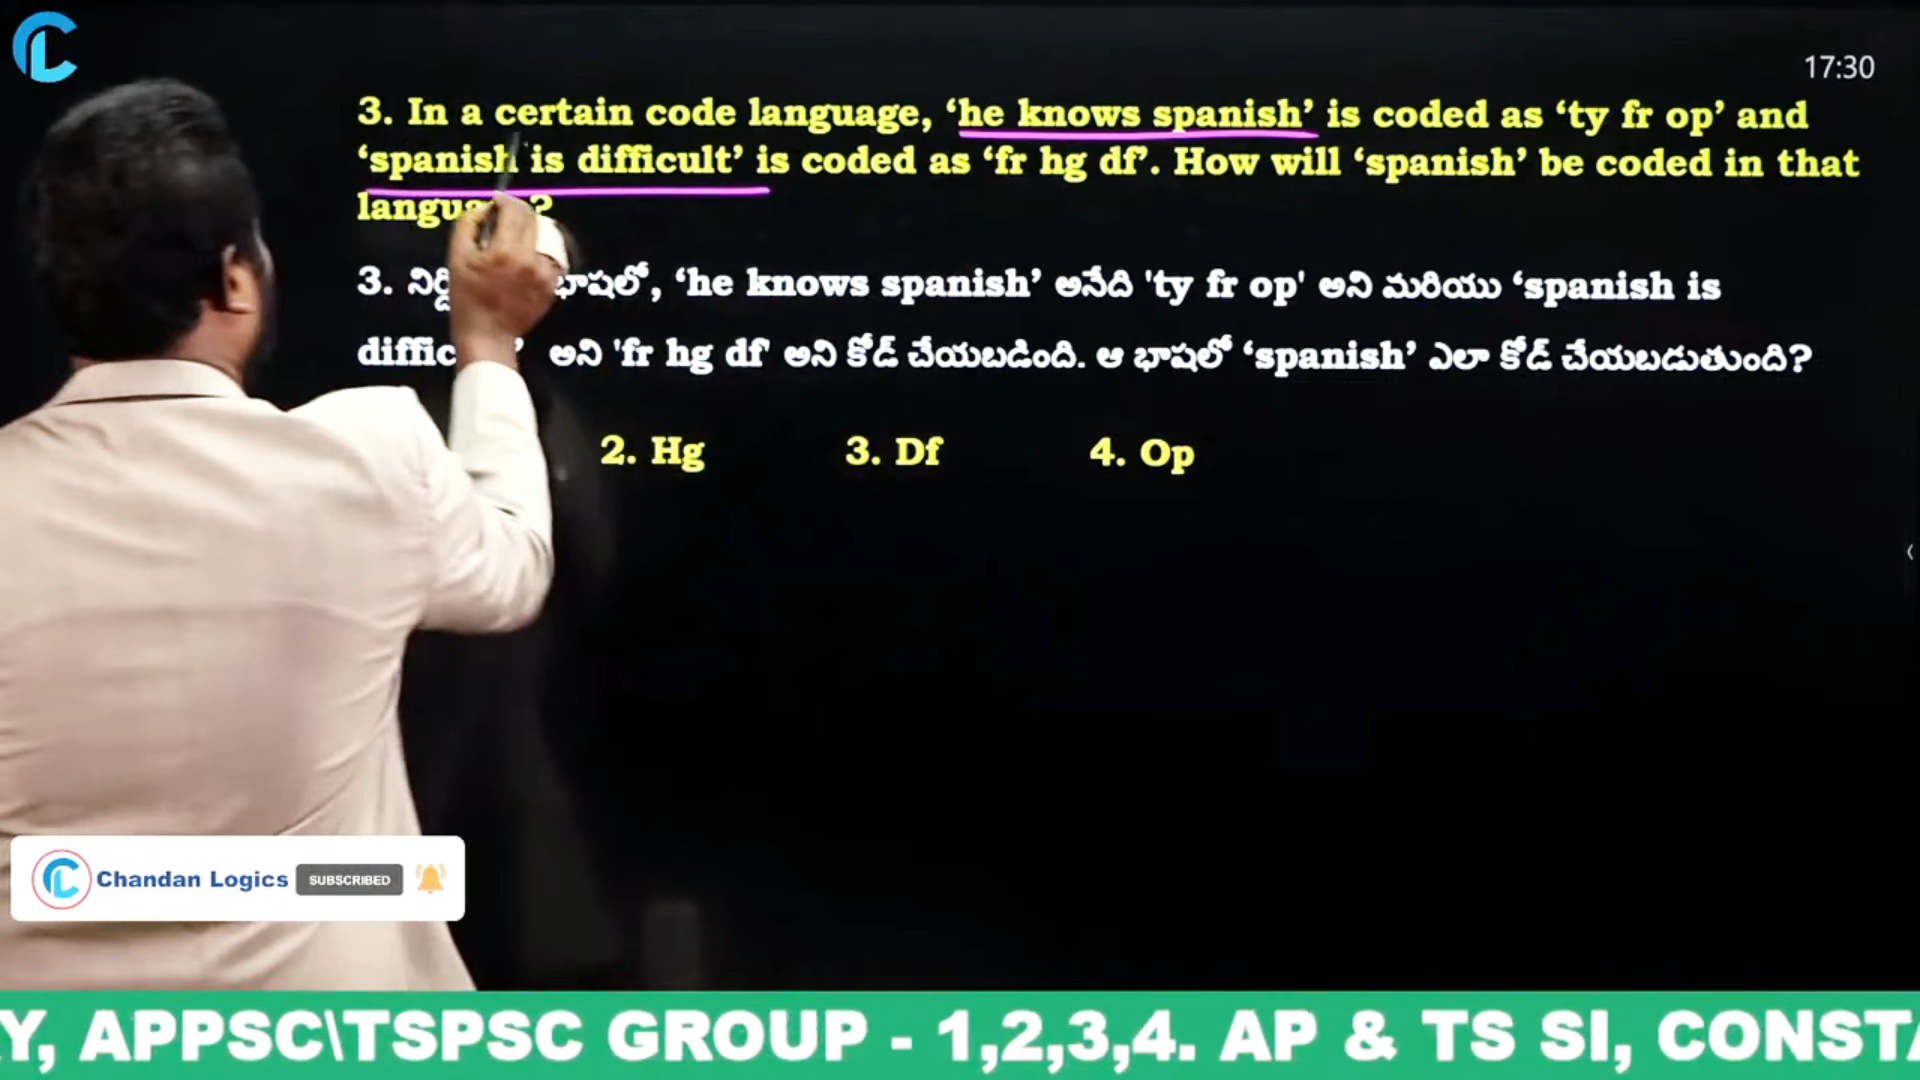 17:30
3. In a certain code language, ‘he knows spanish’ is coded as ‘ty fr op’ and
‘spanish is difficult’ is coded as ‘fr hg df’. How will ‘spanish’ be coded in that
?
3. భాషలో, ‘he knows spanish’ అనేది 'ty fr op' అని మరియు ‘spanish is
’ అని 'fr hg df' అని కోడ్ చేయబడింది. ఆ భాషలో ‘spanish’ ఎలా కోడ్ చేయబడుతుంది?
2. Hg 3. Df 4. Op
Chandan Logics SUBSCRIBED
Y, APPSC\TSPSC GROUP - 1,2,3,4. AP & TS SI, CONSTA